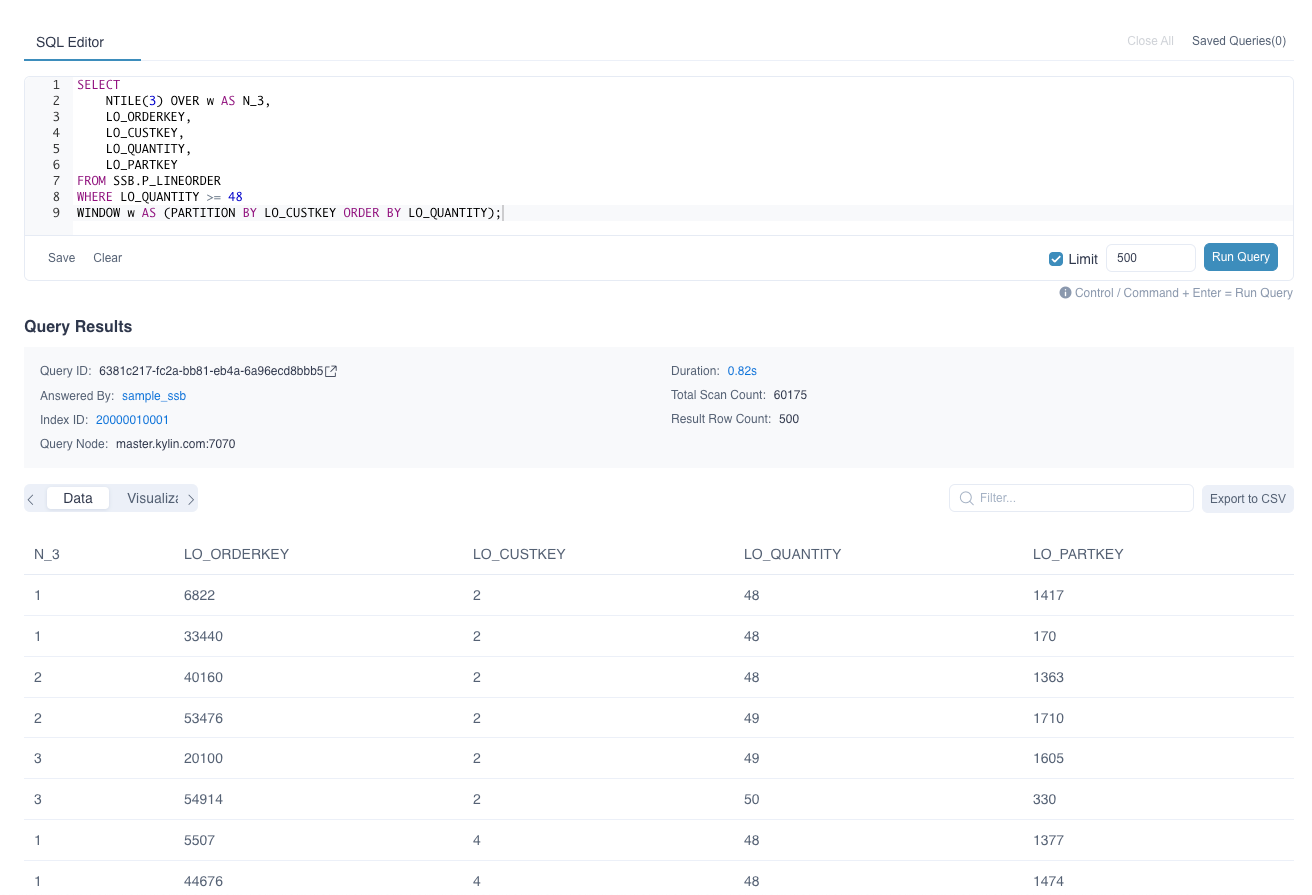 SQL Editor
Close All Saved Queries(0)
1 SELECT
2 NTILE(3) OVER w AS N_3,
3 LO_ORDERKEY,
4 LO_CUSTKEY,
5 LO_QUANTITY,
6 LO_PARTKEY
7 FROM SSB.P_LINEORDER
8 WHERE LO_QUANTITY >= 48
9 WINDOW w AS (PARTITION BY LO_CUSTKEY ORDER BY LO_QUANTITY);
Save Clear Limit 500 Run Query
Control / Command + Enter = Run Query
Query Results
Query ID: 6381c217-fc2a-bb81-eb4a-6a96ecd8bbb5 Duration: 0.82s
Answered By: sample_ssb Total Scan Count: 60175
Index ID: 20000010001 Result Row Count: 500
Query Node: master.kylin.com:7070
Data Visualiza Filter... Export to CSV
N_3 LO_ORDERKEY LO_CUSTKEY LO_QUANTITY LO_PARTKEY
1 6822 2 48 1417
1 33440 2 48 170
2 40160 2 48 1363
2 53476 2 49 1710
3 20100 2 49 1605
3 54914 2 50 330
1 5507 4 48 1377
1 44676 4 48 1474